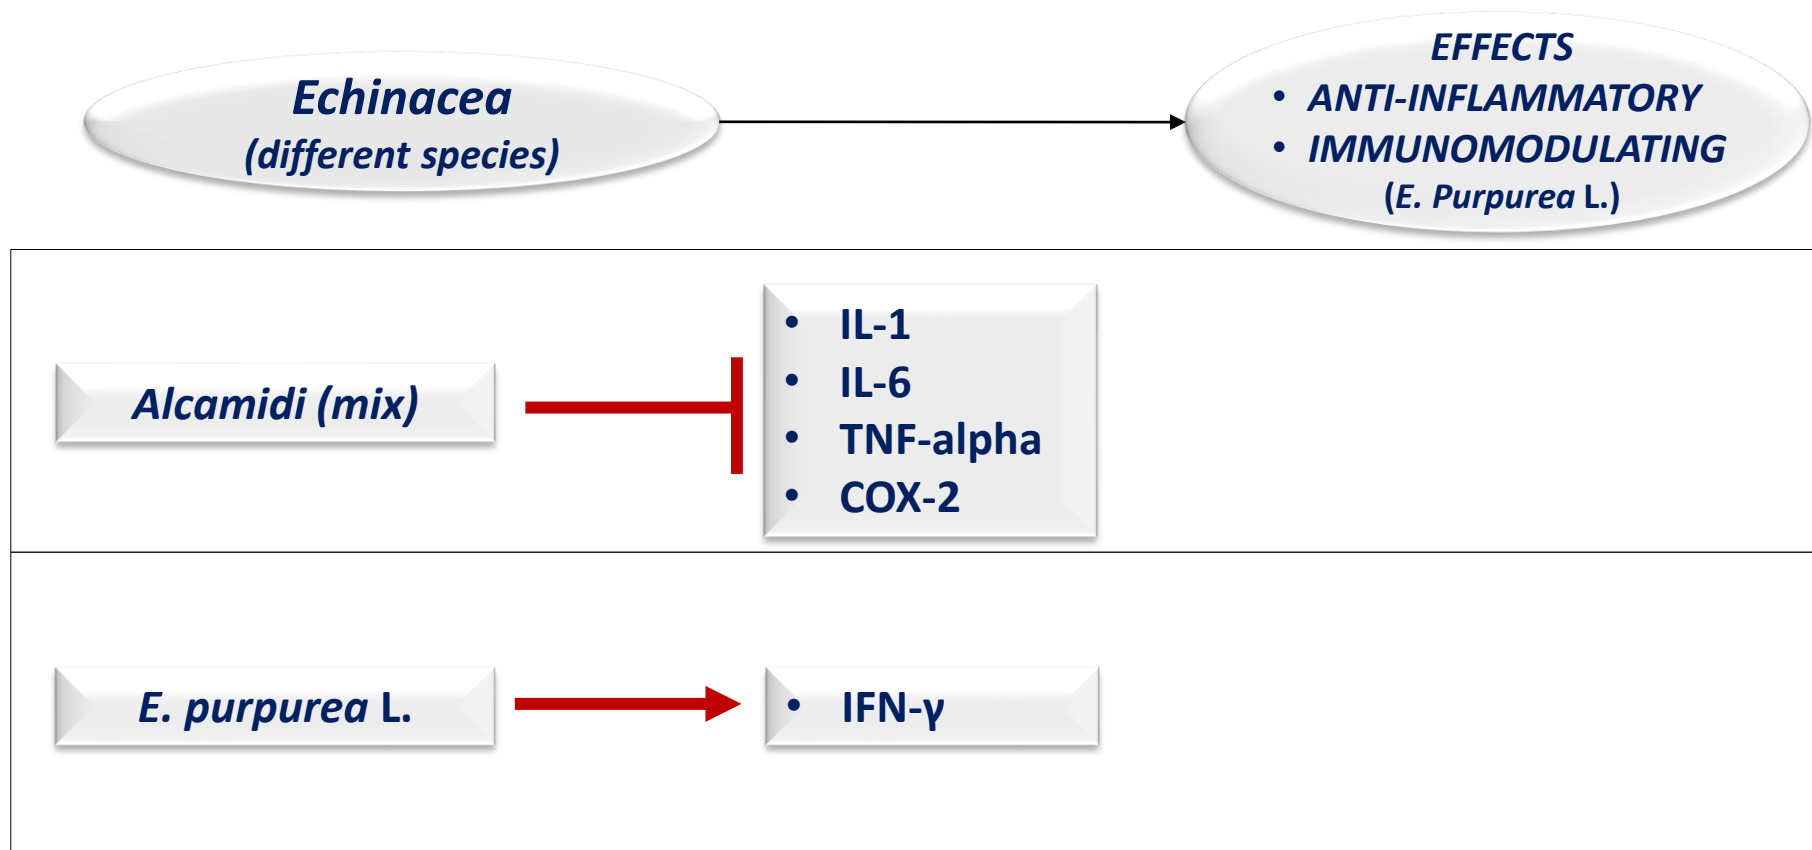 Echinacea
(different species)
EFFECTS
• ANTI-INFLAMMATORY
• IMMUNOMODULATING
(E. Purpurea L.)
Alcamidi (mix)
• IL-1
• IL-6
• TNF-alpha
• COX-2
E. purpurea L.
• IFN-γ